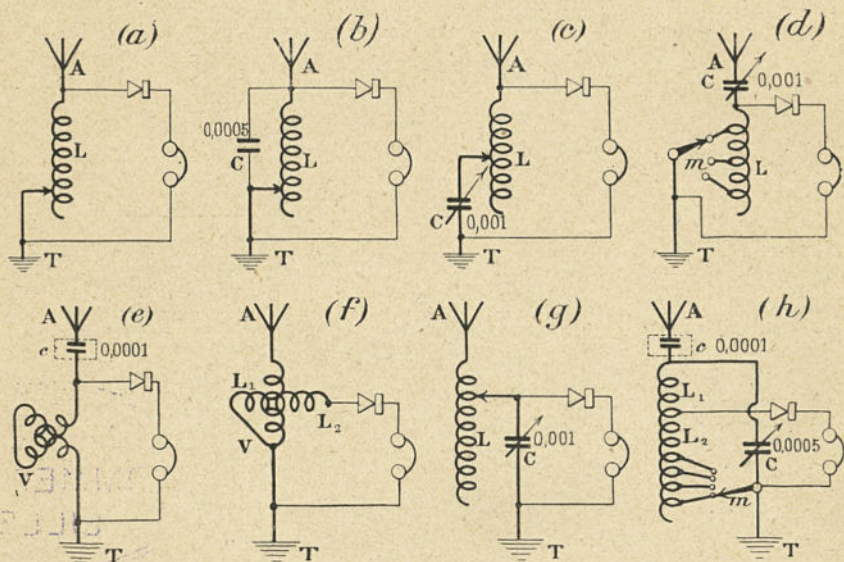 (a)
A
L
T
(b)
A
0,0005
C
L
T
(c)
A
L
C
0,001
T
(d)
A
C
0,001
m
L
T
(e)
A
c
0,0001
V
T
(f)
A
L₁
L₂
V
T
(g)
A
L
0,001
C
T
(h)
A
c
0,0001
L₁
L₂
0,0005
C
m
T